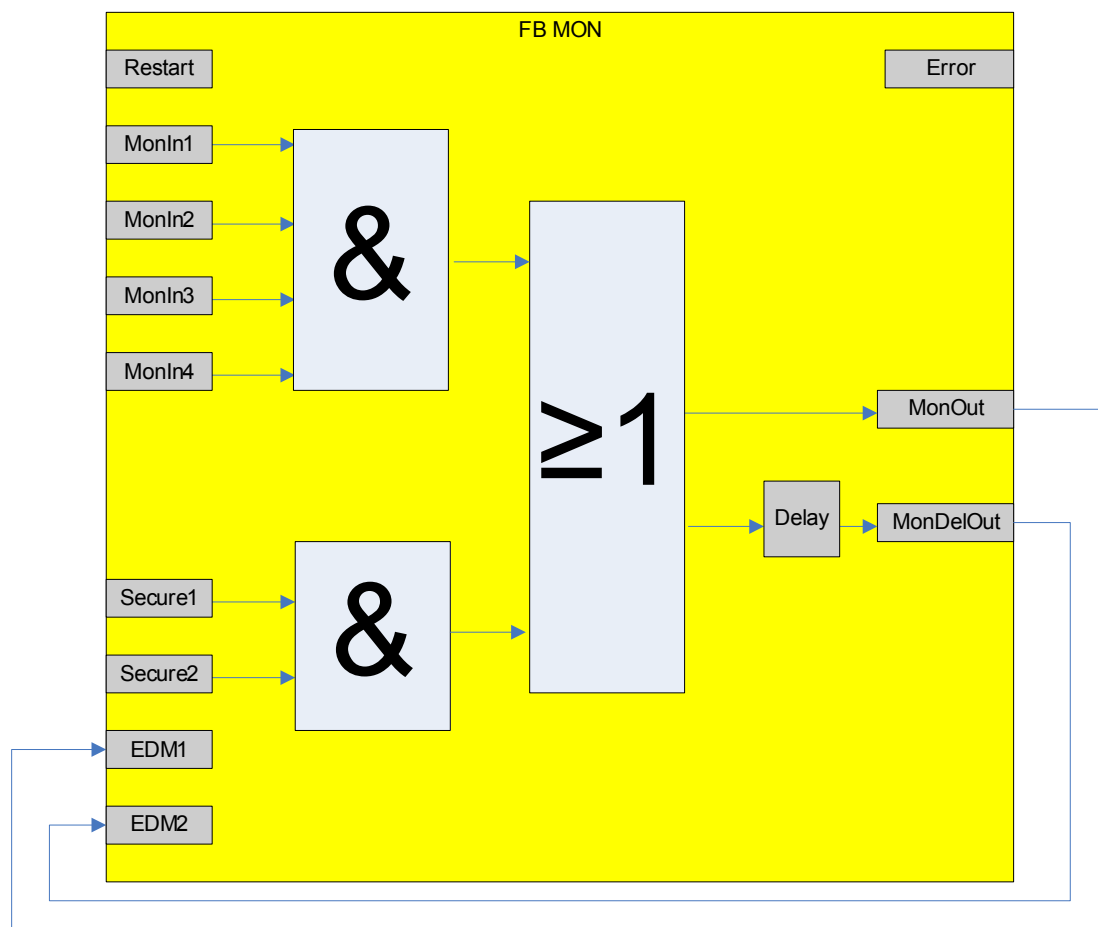 FB MON
Restart
Error
MonIn1
MonIn2
MonIn3
MonIn4
&
≥1
MonOut
Delay
MonDelOut
Secure1
Secure2
&
EDM1
EDM2